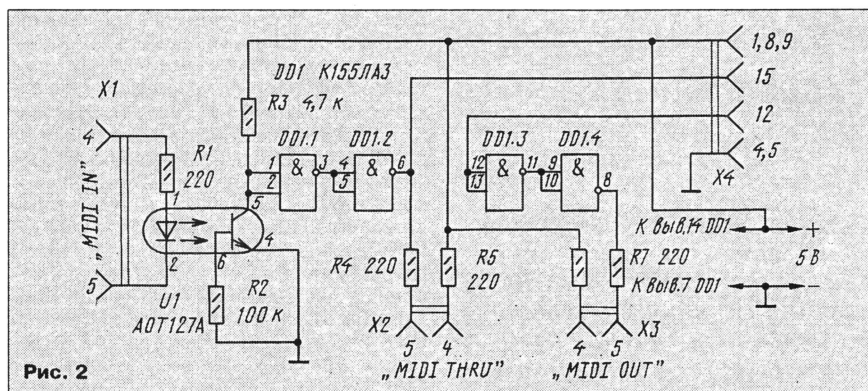 DD1 К155ЛА3
X1
R3 4,7 к
4
R1
220
„MIDI IN"
5
1
2
5
6
4
U1
АОТ127А
R2
100 к
DD1.1
DD1.2
1
2
&
3
4
5
&
6
DD1.3
DD1.4
12
13
&
11
9
10
&
8
1,8,9
15
12
4,5
X4
К выв.14 DD1
+
5 В
К выв.7 DD1
−
R4 220
R5
220
R7 220
X2
5
4
„MIDI THRU"
X3
4
5
„MIDI OUT"
Рис. 2